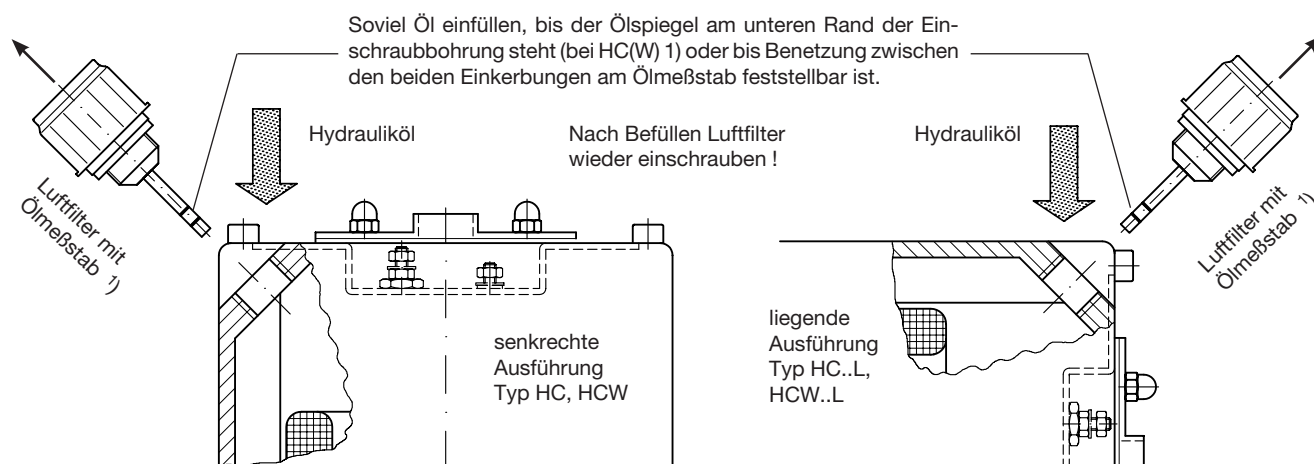 Soviel Öl einfüllen, bis der Ölspiegel am unteren Rand der Ein-
schraubbohrung steht (bei HC(W) 1) oder bis Benetzung zwischen
den beiden Einkerbungen am Ölmeßstab feststellbar ist.
Hydrauliköl
Nach Befüllen Luftfilter
wieder einschrauben !
Hydrauliköl
Luftfilter mit
Ölmeßstab 1)
Luftfilter mit
Ölmeßstab 1)
senkrechte
Ausführung
Typ HC, HCW
liegende
Ausführung
Typ HC..L,
HCW..L